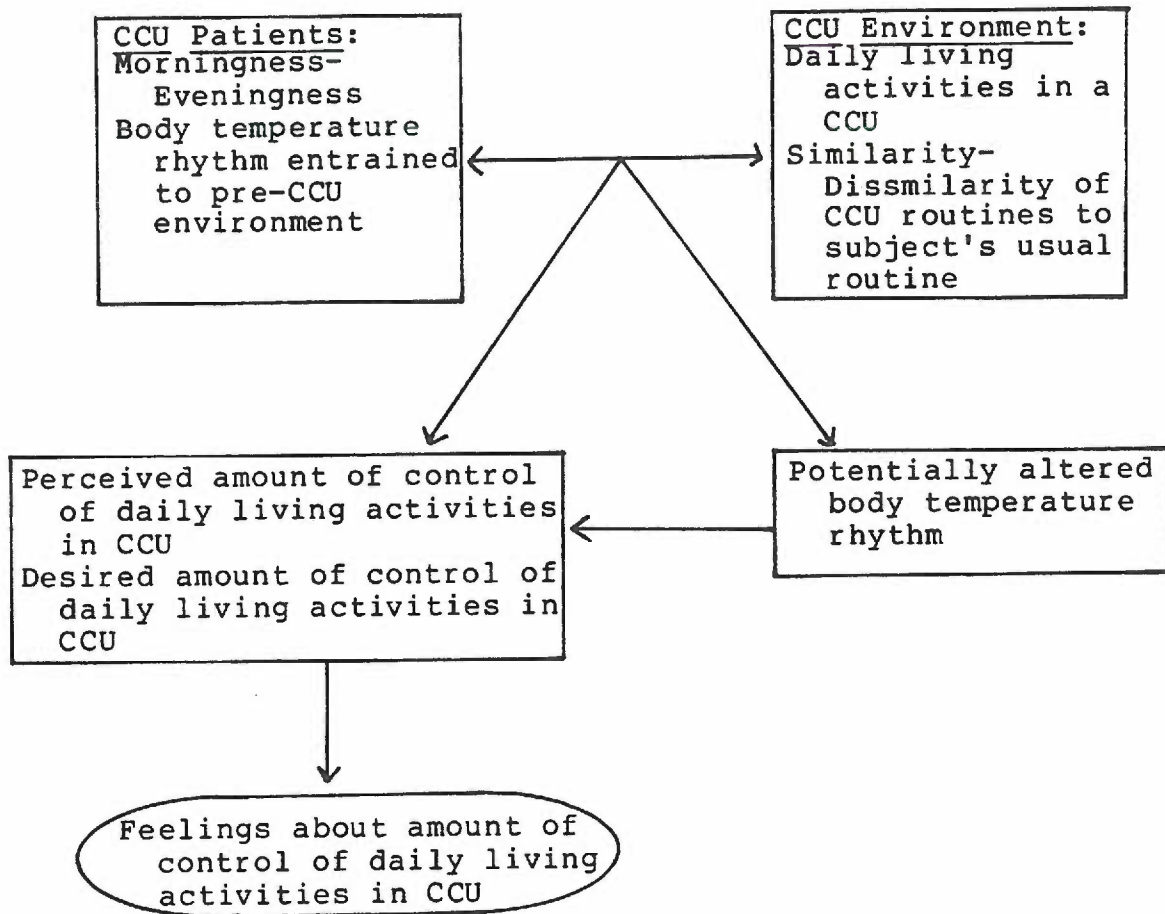 CCU Patients:
Morningness-
Eveningness
Body temperature
rhythm entrained
to pre-CCU
environment
CCU Environment:
Daily living
activities in a
CCU
Similarity-
Dissmilarity of
CCU routines to
subject's usual
routine
Perceived amount of control
of daily living activities
in CCU
Desired amount of control of
daily living activities in
CCU
Potentially altered
body temperature
rhythm
Feelings about amount of
control of daily living
activities in CCU